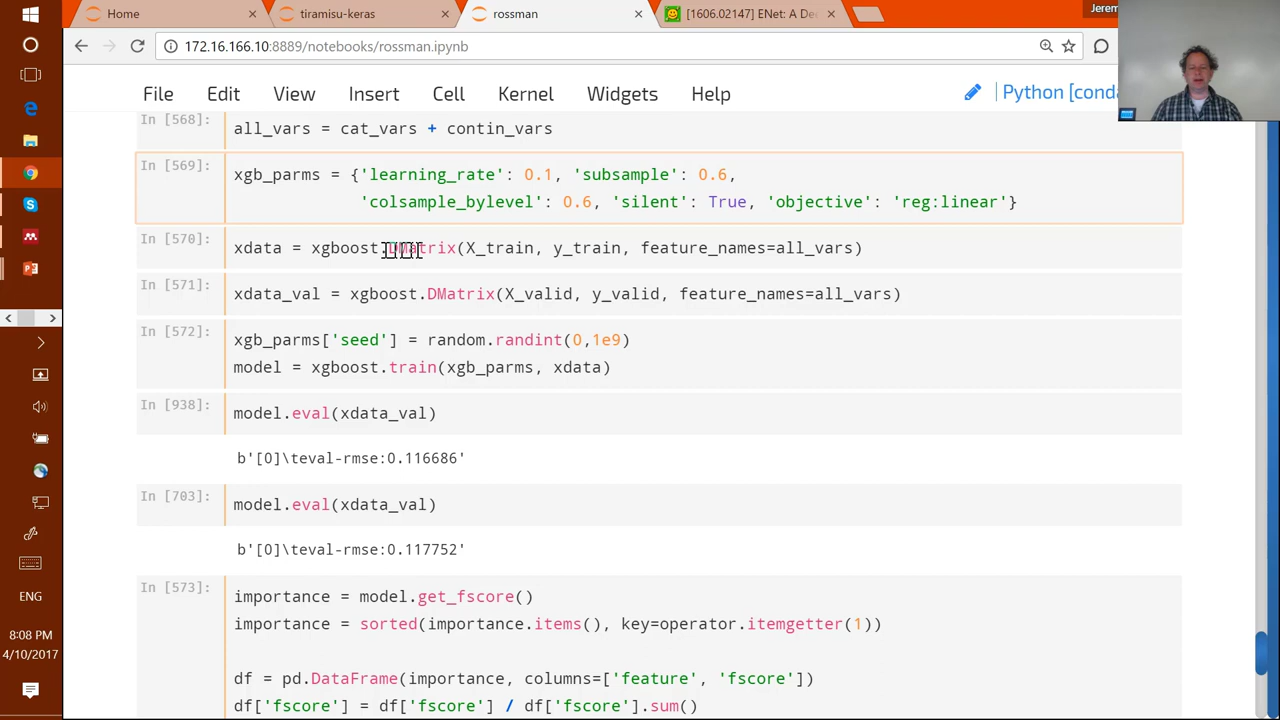 Home
tiramisu-keras
rossman
[1606.02147] ENet: A De
Jerem
172.16.166.10:8889/notebooks/rossman.ipynb
File Edit View Insert Cell Kernel Widgets Help
Python [conda
In [568]:
all_vars = cat_vars + contin_vars
In [569]:
xgb_parms = {'learning_rate': 0.1, 'subsample': 0.6,
'colsample_bylevel': 0.6, 'silent': True, 'objective': 'reg:linear'}
In [570]:
xdata = xgboost.DMatrix(X_train, y_train, feature_names=all_vars)
In [571]:
xdata_val = xgboost.DMatrix(X_valid, y_valid, feature_names=all_vars)
In [572]:
xgb_parms['seed'] = random.randint(0,1e9)
model = xgboost.train(xgb_parms, xdata)
In [938]:
model.eval(xdata_val)
b'[0]\teval-rmse:0.116686'
In [703]:
model.eval(xdata_val)
b'[0]\teval-rmse:0.117752'
In [573]:
importance = model.get_fscore()
importance = sorted(importance.items(), key=operator.itemgetter(1))
df = pd.DataFrame(importance, columns=['feature', 'fscore'])
df['fscore'] = df['fscore'] / df['fscore'].sum()
ENG
8:08 PM
4/10/2017